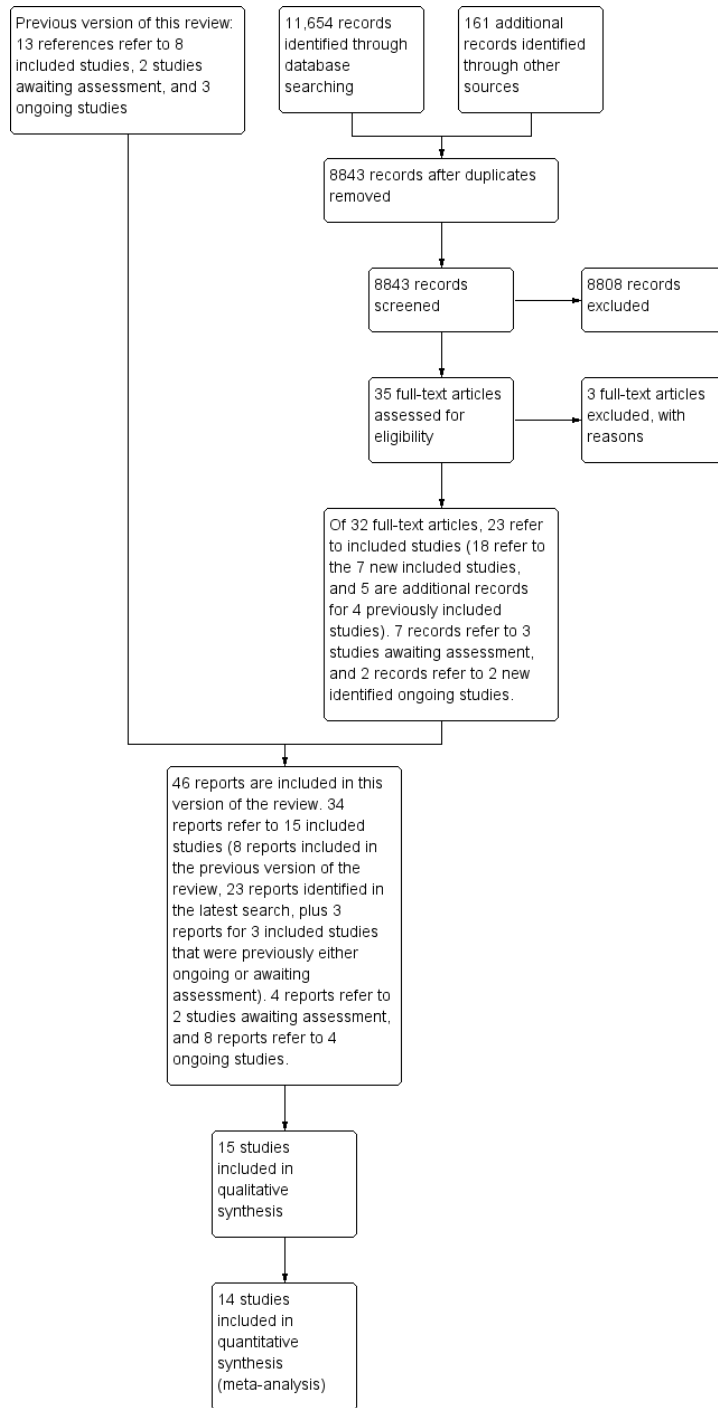 Previous version of this review:
13 references refer to 8
included studies, 2 studies
awaiting assessment, and 3
ongoing studies
11,654 records
identified through
database
searching
161 additional
records identified
through other
sources
8843 records after duplicates
removed
8843 records
screened
8808 records
excluded
35 full-text articles
assessed for
eligibility
3 full-text articles
excluded, with
reasons
Of 32 full-text articles, 23 refer
to included studies (18 refer to
the 7 new included studies,
and 5 are additional records
for 4 previously included
studies). 7 records refer to 3
studies awaiting assessment,
and 2 records refer to 2 new
identified ongoing studies.
46 reports are included in this
version of the review. 34
reports refer to 15 included
studies (8 reports included in
the previous version of the
review, 23 reports identified in
the latest search, plus 3
reports for 3 included studies
that were previously either
ongoing or awaiting
assessment). 4 reports refer to
2 studies awaiting assessment,
and 8 reports refer to 4
ongoing studies.
15 studies
included in
qualitative
synthesis
14 studies
included in
quantitative
synthesis
(meta-analysis)